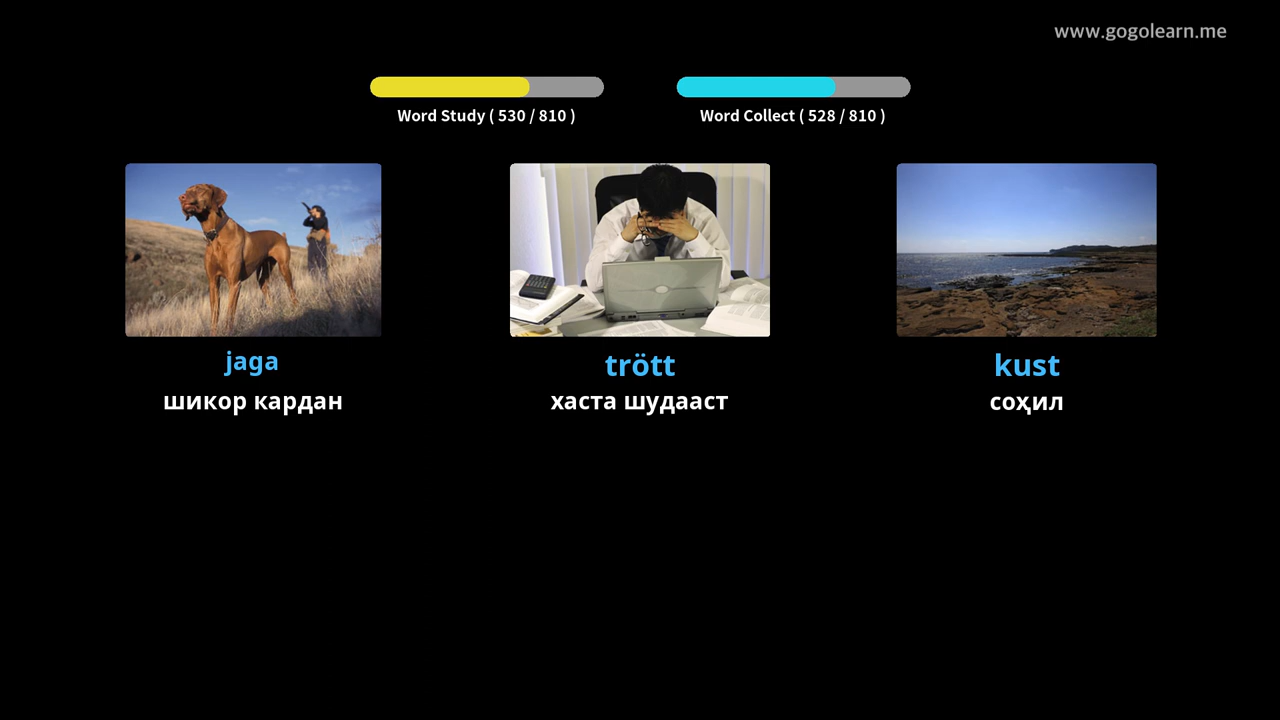 www.gogolearn.me
Word Study ( 530 / 810 )
Word Collect ( 528 / 810 )
jaga
шикор кардан
trött
хаста шудааст
kust
соҳил